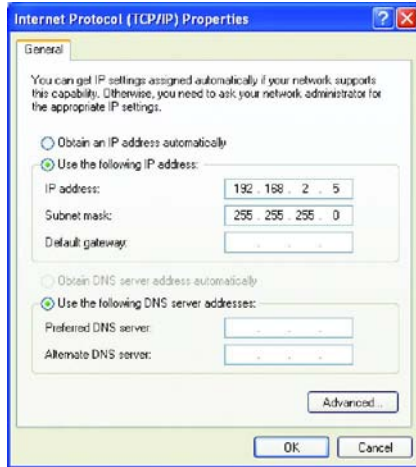 Internet Protocol (TCP/IP) Properties
General
You can get IP settings assigned automatically if your network supports
this capability. Otherwise, you need to ask your network administrator for
the appropriate IP settings.
Obtain an IP address automatically
Use the following IP address:
IP address: 192 . 168 . 2 . 5
Subnet mask: 255 . 255 . 255 . 0
Default gateway: . . .
Obtain DNS server address automatically
Use the following DNS server addresses:
Preferred DNS server: . . .
Alternate DNS server: . . .
Advanced...
OK Cancel